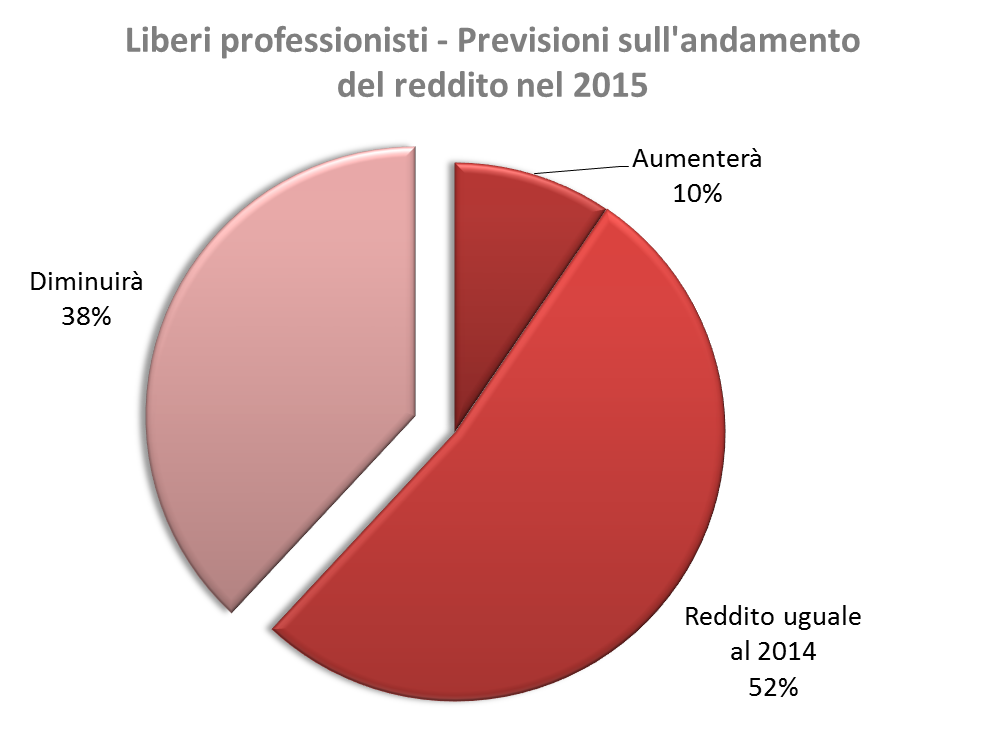 Liberi professionisti - Previsioni sull'andamento
del reddito nel 2015
Aumenterà
10%
Diminuirà
38%
Reddito uguale
al 2014
52%